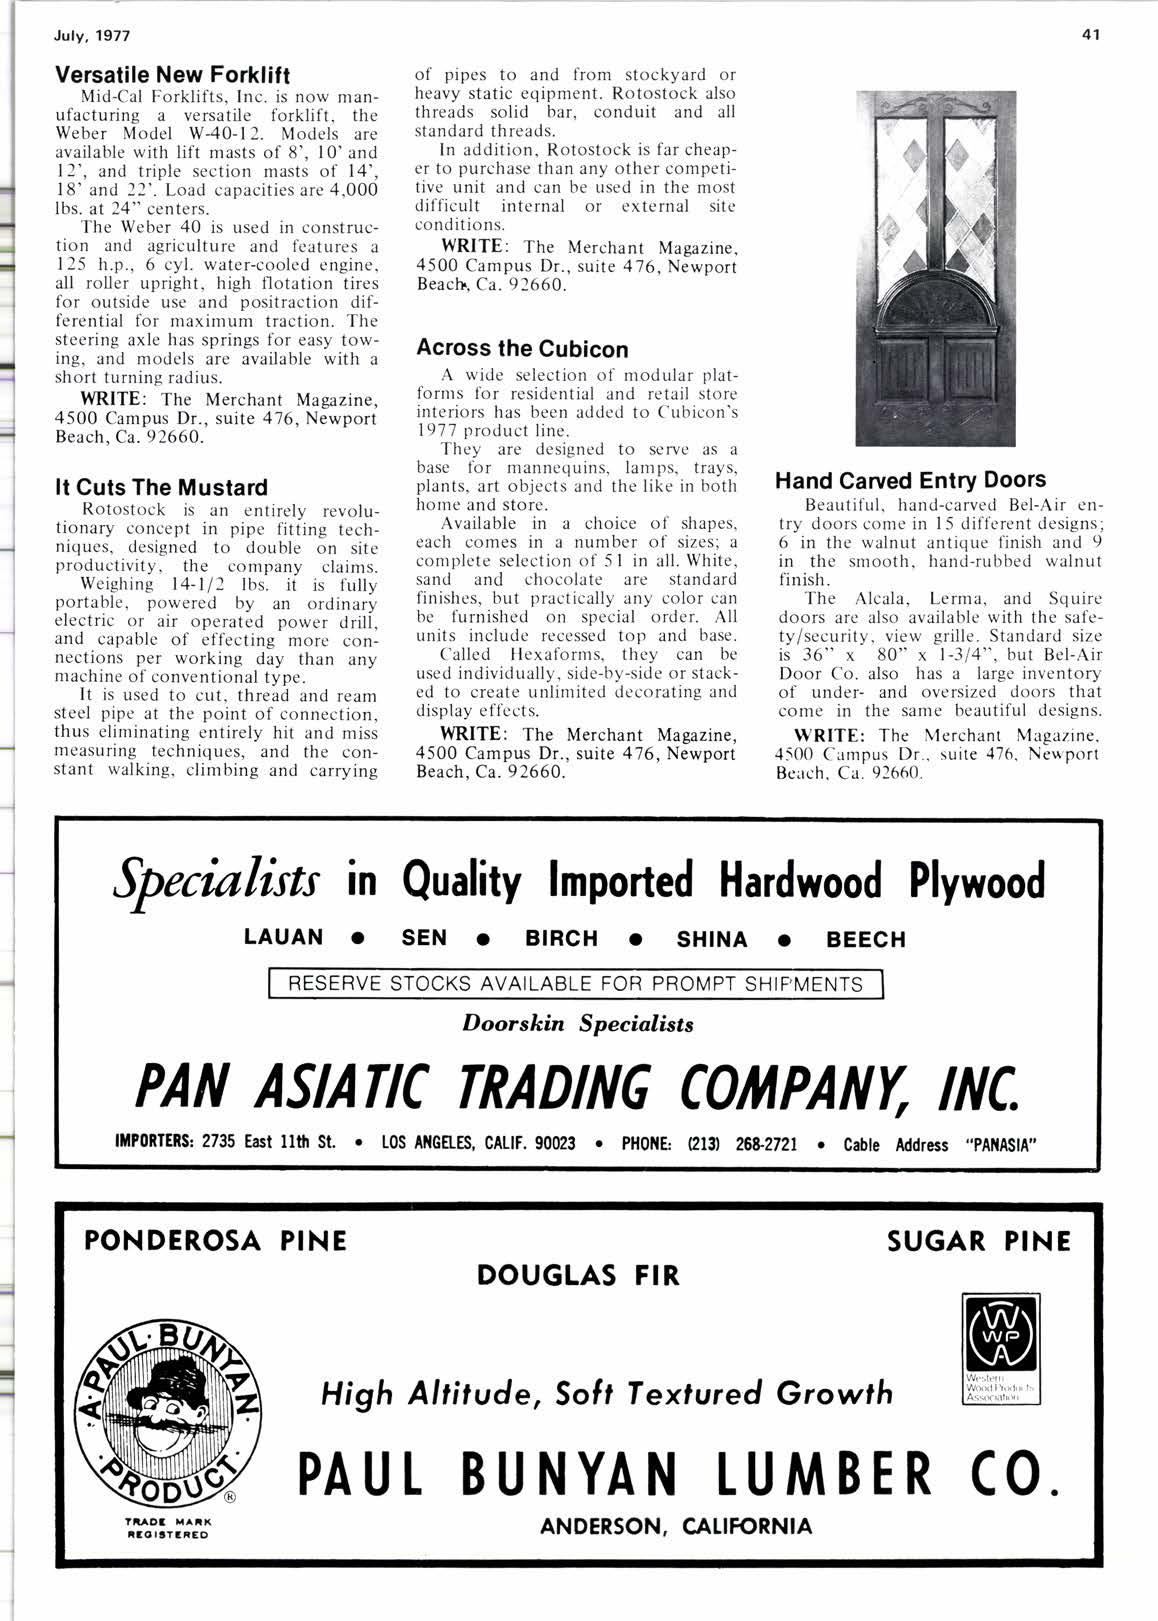 July, 1977
41
Versatile New Forklift
Mid-Cal Forklifts, Inc. is now man-
ufacturing a versatile forklift, the
Weber Model W-40-12. Models are
available with lift masts of 8', 10' and
12', and triple section masts of 14',
18' and 22'. Load capacities are 4,000
lbs. at 24" centers.
The Weber 40 is used in construc-
tion and agriculture and features a
125 h.p., 6 cyl. water-cooled engine,
all roller upright, high flotation tires
for outside use and positraction dif-
ferential for maximum traction. The
steering axle has springs for easy tow-
ing, and models are available with a
short turning radius.
WRITE: The Merchant Magazine,
4500 Campus Dr., suite 476, Newport
Beach, Ca. 92660.
It Cuts The Mustard
Rotostock is an entirely revolu-
tionary concept in pipe fitting tech-
niques, designed to double on site
productivity, the company claims.
Weighing 14-1/2 lbs. it is fully
portable, powered by an ordinary
electric or air operated power drill,
and capable of effecting more con-
nections per working day than any
machine of conventional type.
It is used to cut, thread and ream
steel pipe at the point of connection,
thus eliminating entirely hit and miss
measuring techniques, and the con-
stant walking, climbing and carrying
of pipes to and from stockyard or
heavy static eqipment. Rotostock also
threads solid bar, conduit and all
standard threads.
In addition, Rotostock is far cheap-
er to purchase than any other competi-
tive unit and can be used in the most
difficult internal or external site
conditions.
WRITE: The Merchant Magazine,
4500 Campus Dr., suite 476, Newport
Beach, Ca. 92660.
Across the Cubicon
A wide selection of modular plat-
forms for residential and retail store
interiors has been added to Cubicon's
1977 product line.
They are designed to serve as a
base for mannequins, lamps, trays,
plants, art objects and the like in both
home and store.
Available in a choice of shapes,
each comes in a number of sizes; a
complete selection of 51 in all. White,
sand and chocolate are standard
finishes, but practically any color can
be furnished on special order. All
units include recessed top and base.
Called Hexaforms, they can be
used individually, side-by-side or stack-
ed to create unlimited decorating and
display effects.
WRITE: The Merchant Magazine,
4500 Campus Dr., suite 476, Newport
Beach, Ca. 92660.
Hand Carved Entry Doors
Beautiful, hand-carved Bel-Air en-
try doors come in 15 different designs;
6 in the walnut antique finish and 9
in the smooth, hand-rubbed walnut
finish.
The Alcala, Lerma, and Squire
doors are also available with the safe-
ty/security, view grille. Standard size
is 36" x 80" x 1-3/4", but Bel-Air
Door Co. also has a large inventory
of under- and oversized doors that
come in the same beautiful designs.
WRITE: The Merchant Magazine,
4500 Campus Dr., suite 476, Newport
Beach, Ca. 92660.
Specialists in Quality Imported Hardwood Plywood
LAUAN ● SEN ● BIRCH ● SHINA ● BEECH
RESERVE STOCKS AVAILABLE FOR PROMPT SHIPMENTS
Doorskin Specialists
PAN ASIATIC TRADING COMPANY, INC.
IMPORTERS: 2735 East 11th St. • LOS ANGELES, CALIF. 90023 • PHONE: (213) 268-2721 • Cable Address "PANASIA"
PONDEROSA PINE
SUGAR PINE
DOUGLAS FIR
WWPA
Western
Wood Products
Association
A·PAUL·BUNYAN·PRODUCT·
®
TRADE MARK
REGISTERED
High Altitude, Soft Textured Growth
PAUL BUNYAN LUMBER CO.
ANDERSON, CALIFORNIA